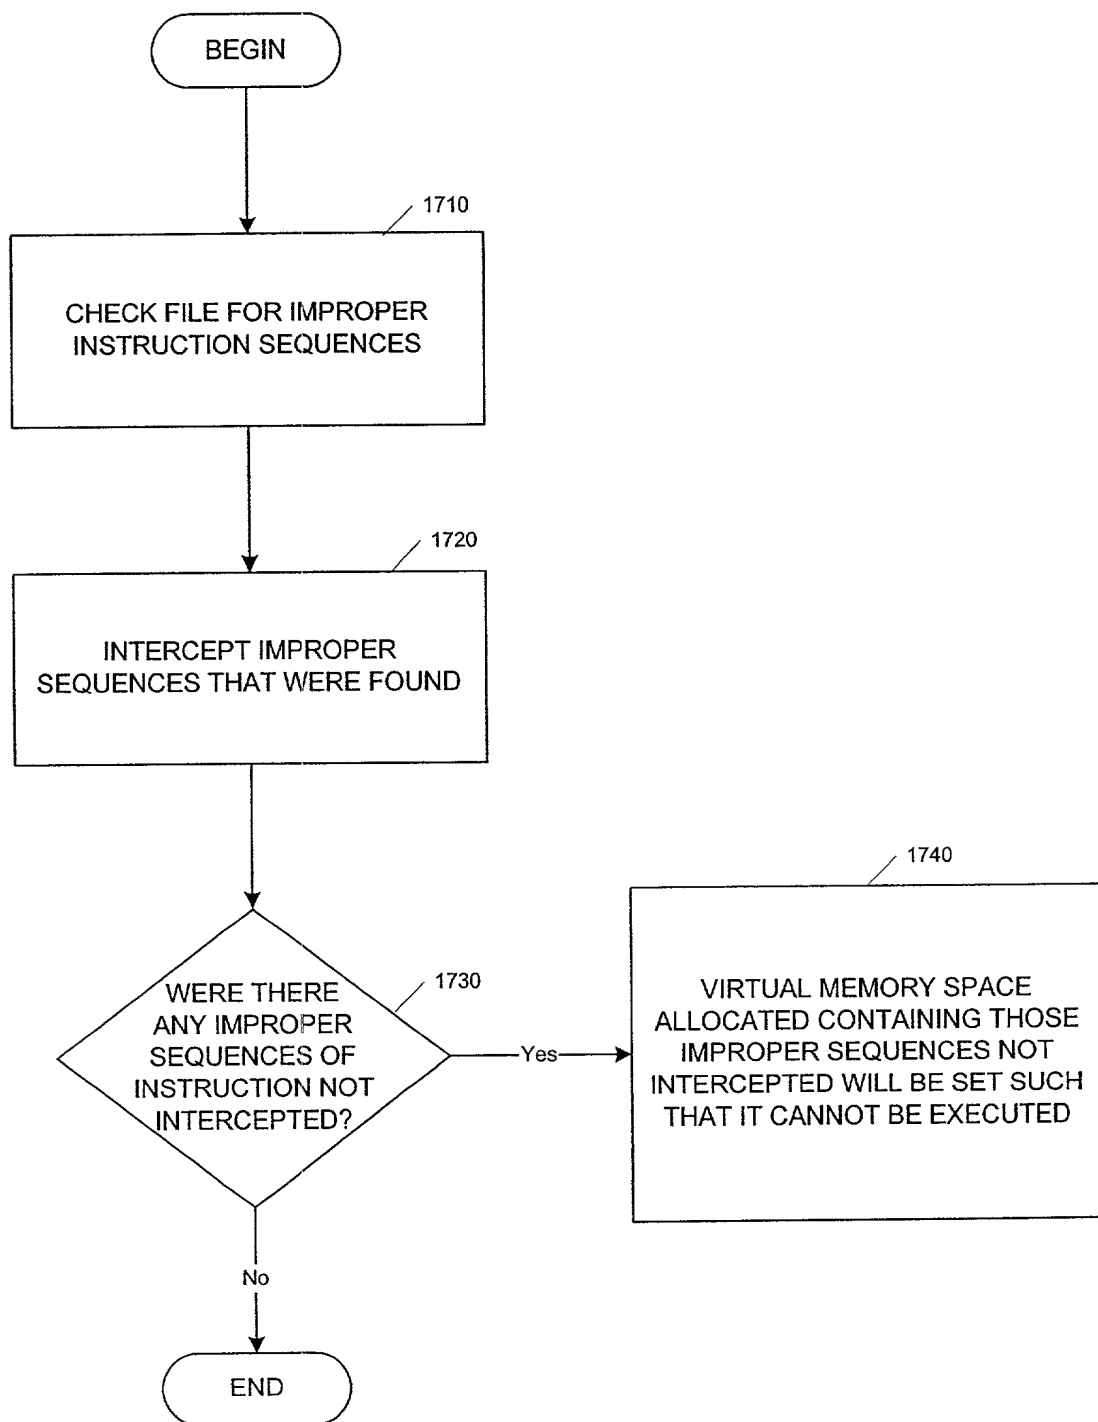 BEGIN
1710
CHECK FILE FOR IMPROPER
INSTRUCTION SEQUENCES
1720
INTERCEPT IMPROPER
SEQUENCES THAT WERE FOUND
1730
WERE THERE
ANY IMPROPER
SEQUENCES OF
INSTRUCTION NOT
INTERCEPTED?
Yes
1740
VIRTUAL MEMORY SPACE
ALLOCATED CONTAINING THOSE
IMPROPER SEQUENCES NOT
INTERCEPTED WILL BE SET SUCH
THAT IT CANNOT BE EXECUTED
No
END